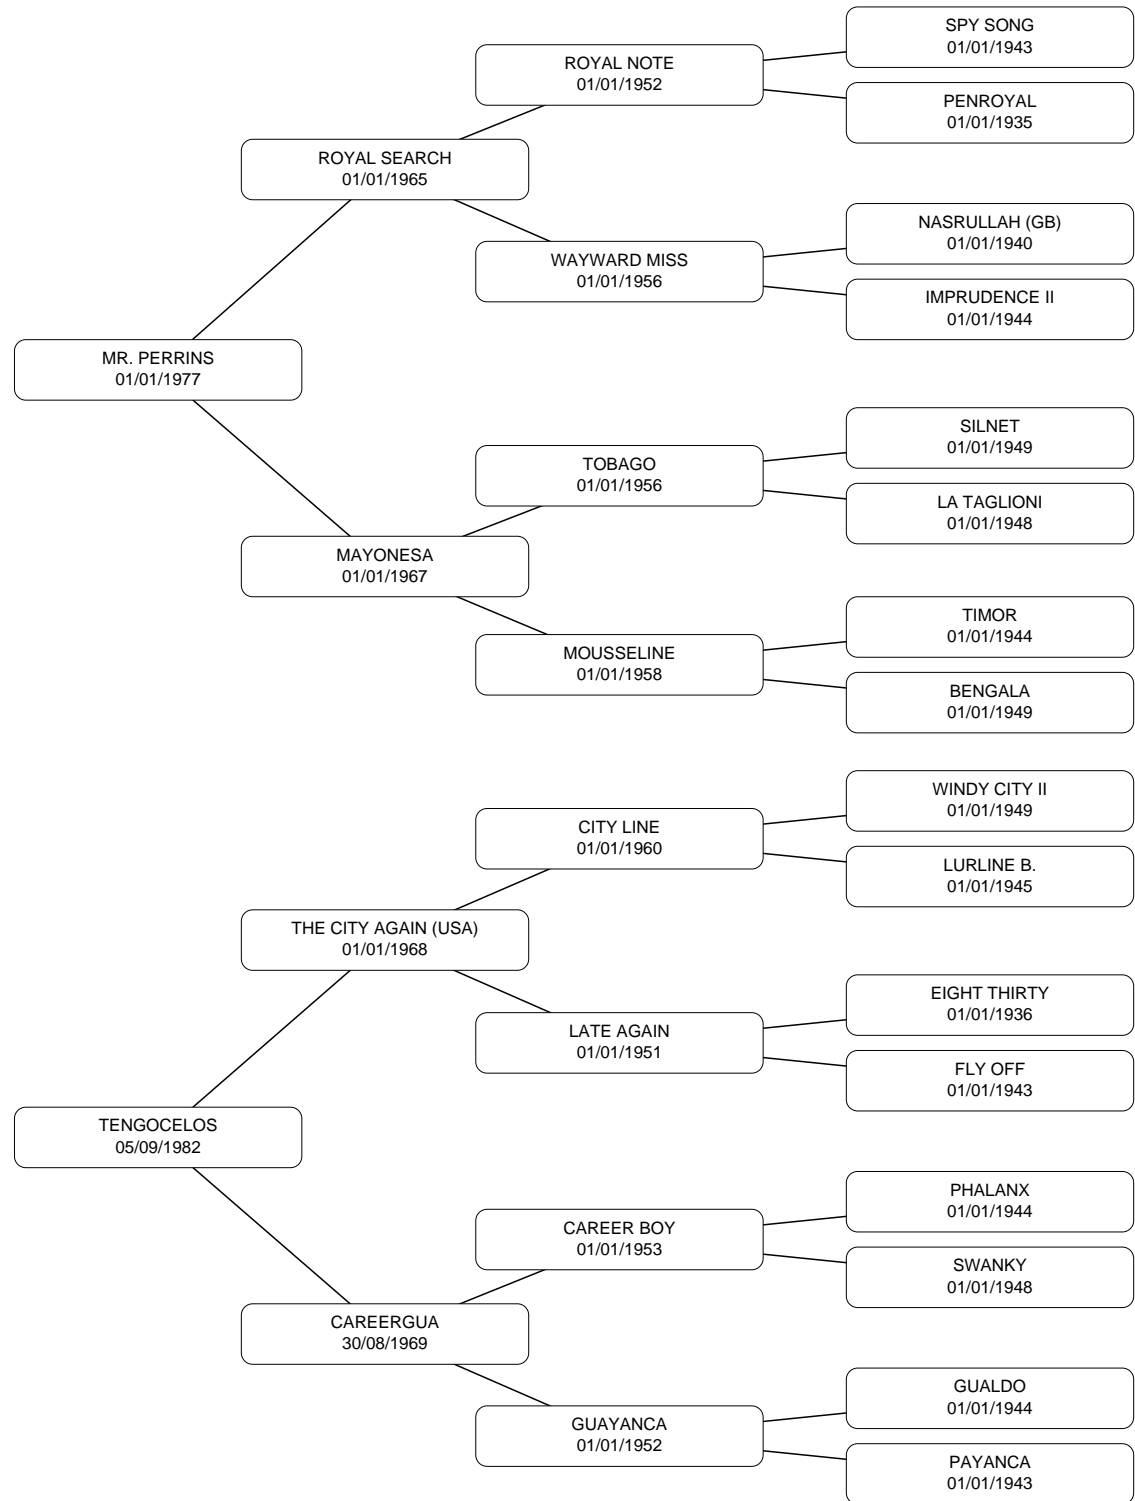 SPY SONG
01/01/1943
ROYAL NOTE
01/01/1952
PENROYAL
01/01/1935
ROYAL SEARCH
01/01/1965
NASRULLAH (GB)
01/01/1940
WAYWARD MISS
01/01/1956
IMPRUDENCE II
01/01/1944
MR. PERRINS
01/01/1977
SILNET
01/01/1949
TOBAGO
01/01/1956
LA TAGLIONI
01/01/1948
MAYONESA
01/01/1967
TIMOR
01/01/1944
MOUSSELINE
01/01/1958
BENGALA
01/01/1949
WINDY CITY II
01/01/1949
CITY LINE
01/01/1960
LURLINE B.
01/01/1945
THE CITY AGAIN (USA)
01/01/1968
EIGHT THIRTY
01/01/1936
LATE AGAIN
01/01/1951
FLY OFF
01/01/1943
TENGOCELOS
05/09/1982
PHALANX
01/01/1944
CAREER BOY
01/01/1953
SWANKY
01/01/1948
CAREERGUA
30/08/1969
GUALDO
01/01/1944
GUAYANCA
01/01/1952
PAYANCA
01/01/1943